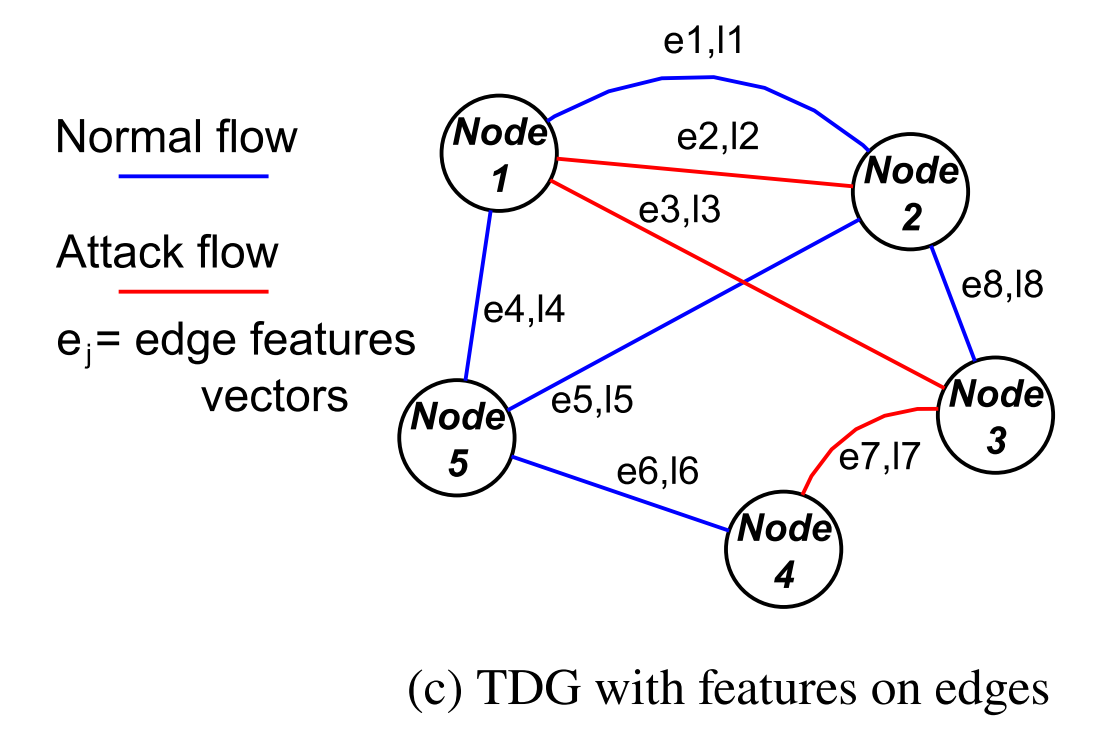 Normal flow
Attack flow
ej= edge features
vectors
e1,l1
Node
1
e2,l2
Node
2
e3,l3
e4,l4
e8,l8
e5,l5
Node
3
Node
5
e7,l7
e6,l6
Node
4
(c) TDG with features on edges